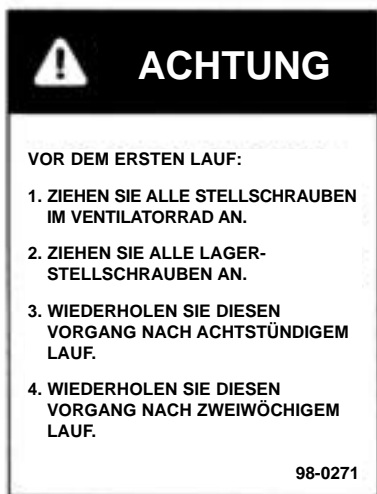 ACHTUNG
VOR DEM ERSTEN LAUF:
1. ZIEHEN SIE ALLE STELLSCHRAUBEN
IM VENTILATORRAD AN.
2. ZIEHEN SIE ALLE LAGER-
STELLSCHRAUBEN AN.
3. WIEDERHOLEN SIE DIESEN
VORGANG NACH ACHTSTÜNDIGEM
LAUF.
4. WIEDERHOLEN SIE DIESEN
VORGANG NACH ZWEIWÖCHIGEM
LAUF.
98-0271